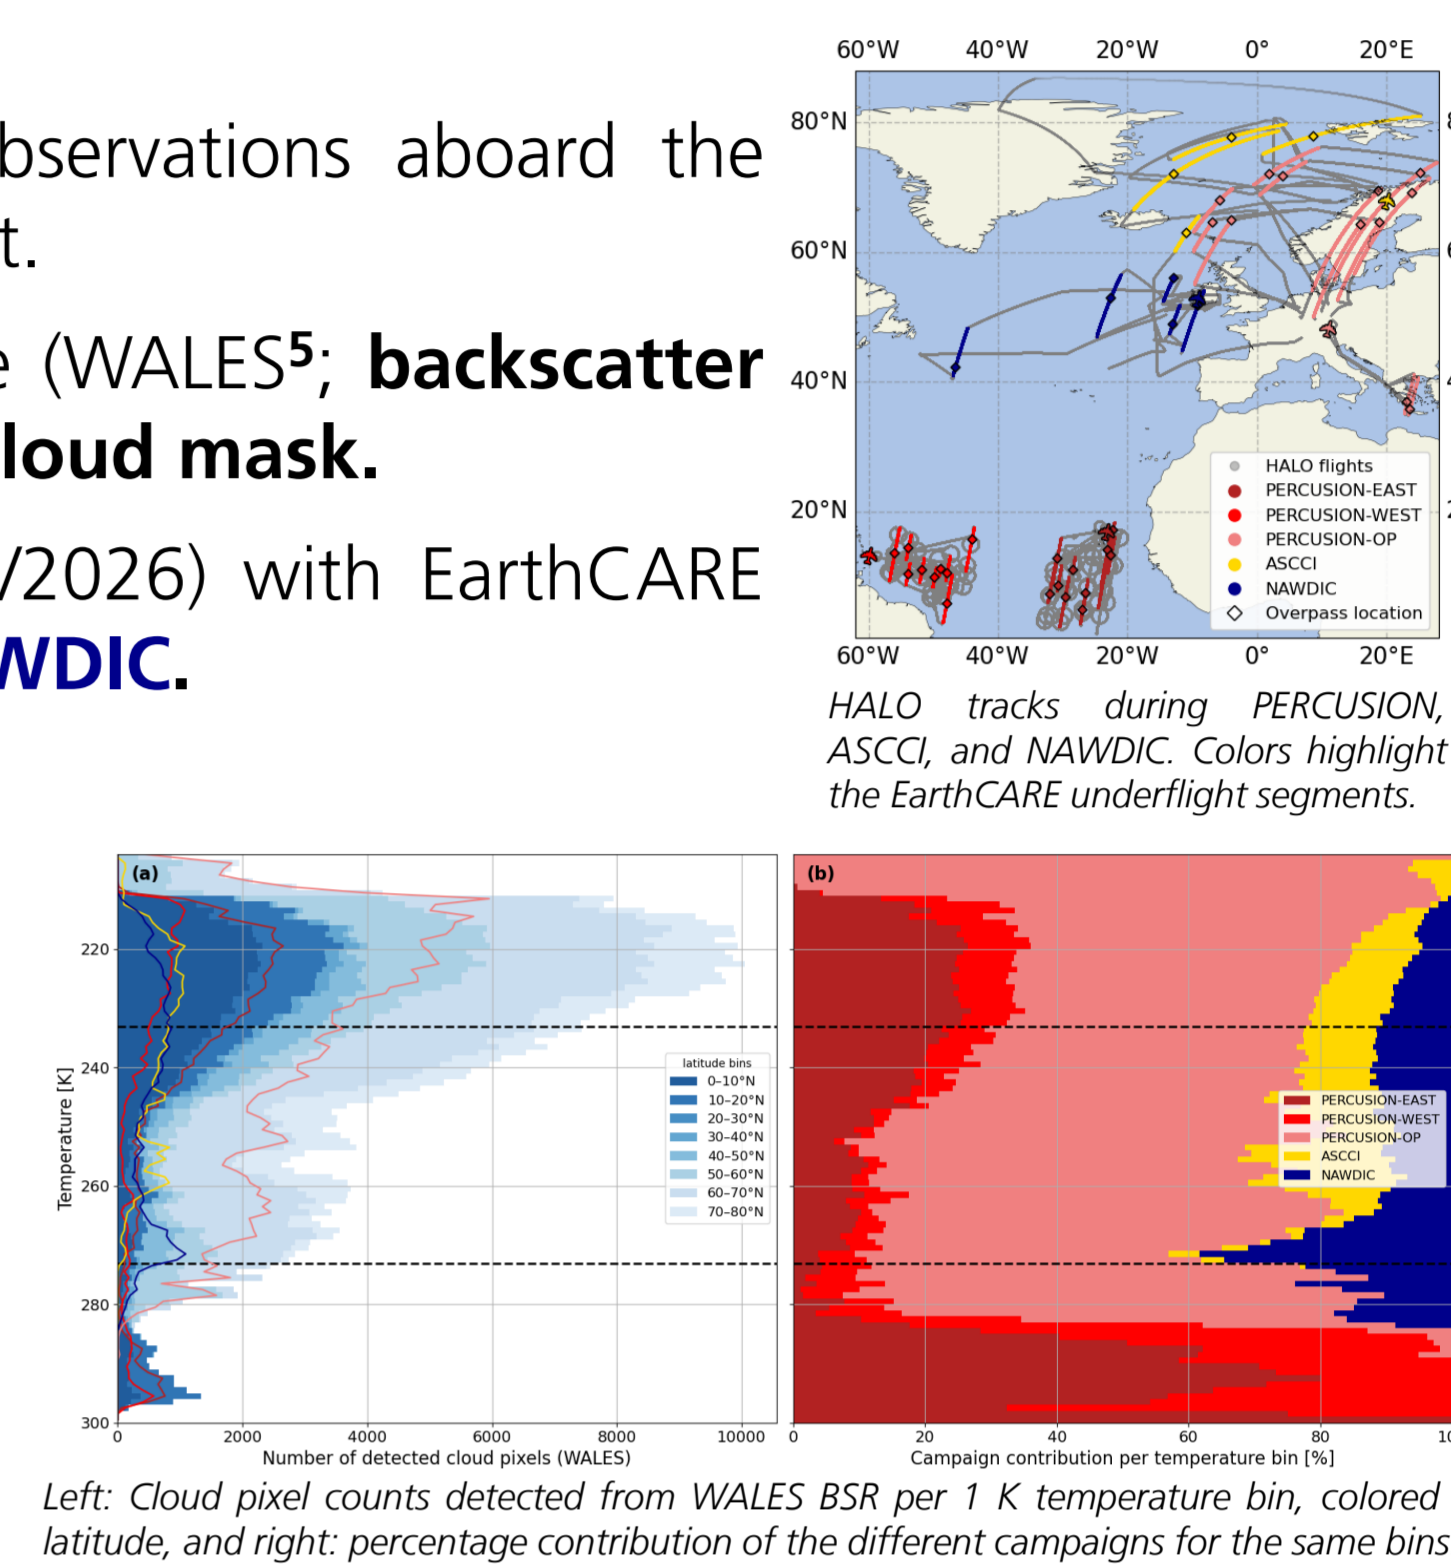 bservations aboard the
t.
e (WALES⁵; backscatter
loud mask.
/2026) with EarthCARE
WDIC.
60°W 40°W 20°W 0° 20°E
80°N
60°N
40°N
20°N
HALO flights
PERCUSION-EAST
PERCUSION-WEST
PERCUSION-OP
ASCCI
NAWDIC
Overpass location
60°W 40°W 20°W 0° 20°E
HALO tracks during PERCUSION,
ASCCI, and NAWDIC. Colors highlight
the EarthCARE underflight segments.
(a)
Temperature [K]
220
240
260
280
300
latitude bins
0–10°N
10–20°N
20–30°N
30–40°N
40–50°N
50–60°N
60–70°N
70–80°N
0 2000 4000 6000 8000 10000
Number of detected cloud pixels (WALES)
(b)
PERCUSION-EAST
PERCUSION-WEST
PERCUSION-OP
ASCCI
NAWDIC
0 20 40 60 80 10
Campaign contribution per temperature bin [%]
Left: Cloud pixel counts detected from WALES BSR per 1 K temperature bin, colored
latitude, and right: percentage contribution of the different campaigns for the same bins